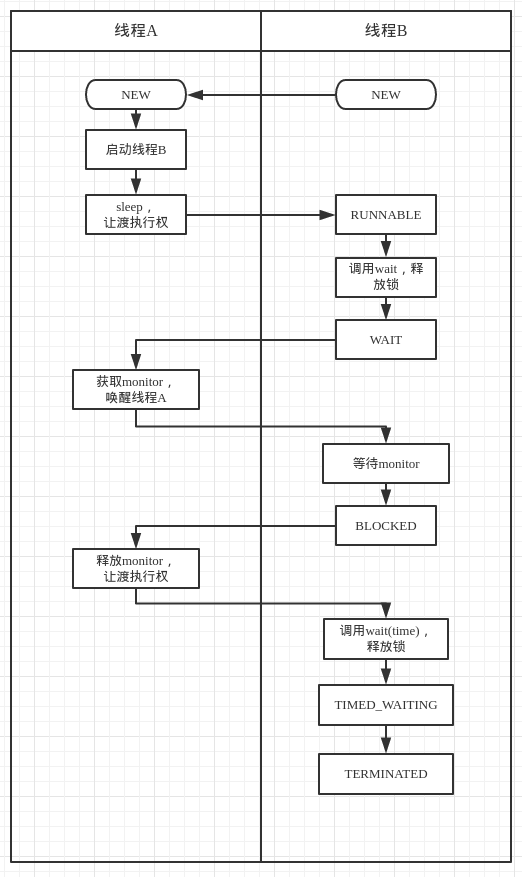 线程A
线程B
NEW
NEW
启动线程B
sleep，
让渡执行权
RUNNABLE
调用wait，释
放锁
WAIT
获取monitor，
唤醒线程A
等待monitor
BLOCKED
释放monitor，
让渡执行权
调用wait(time)，
释放锁
TIMED_WAITING
TERMINATED